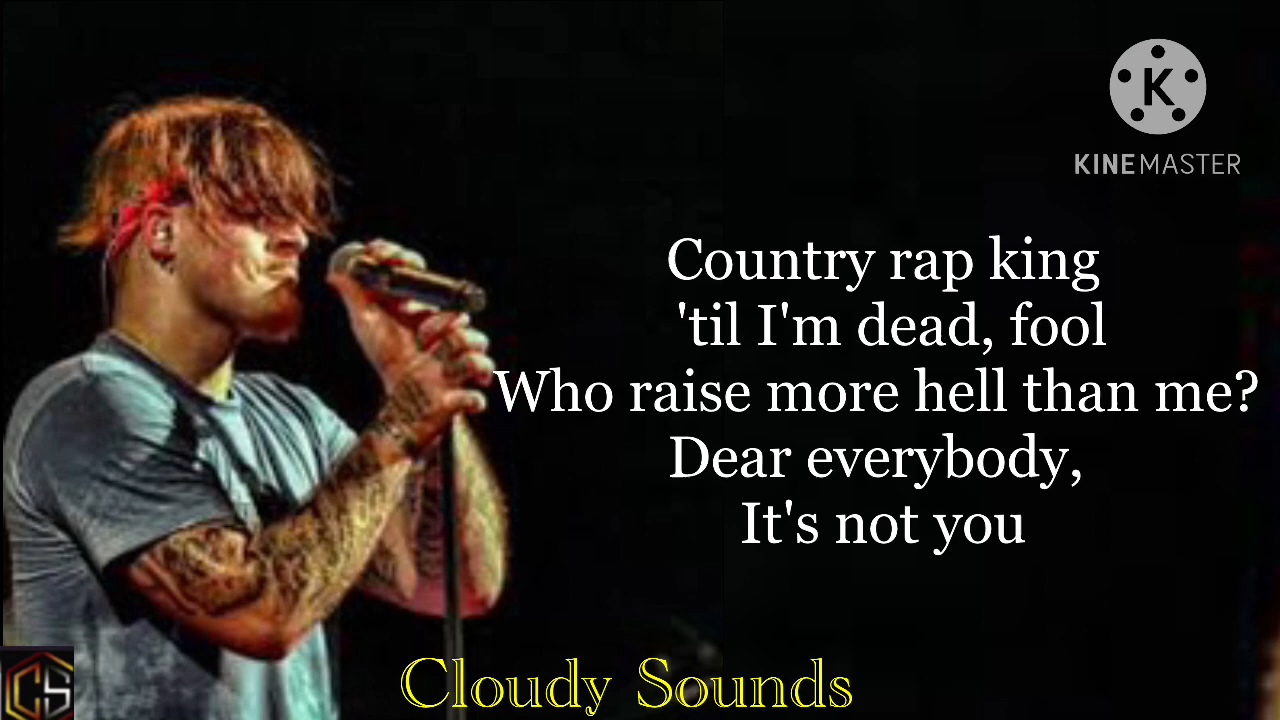 K
KINEMASTER
Country rap king
'til I'm dead, fool
Who raise more hell than me?
Dear everybody,
It's not you
Cloudy Sounds
CS